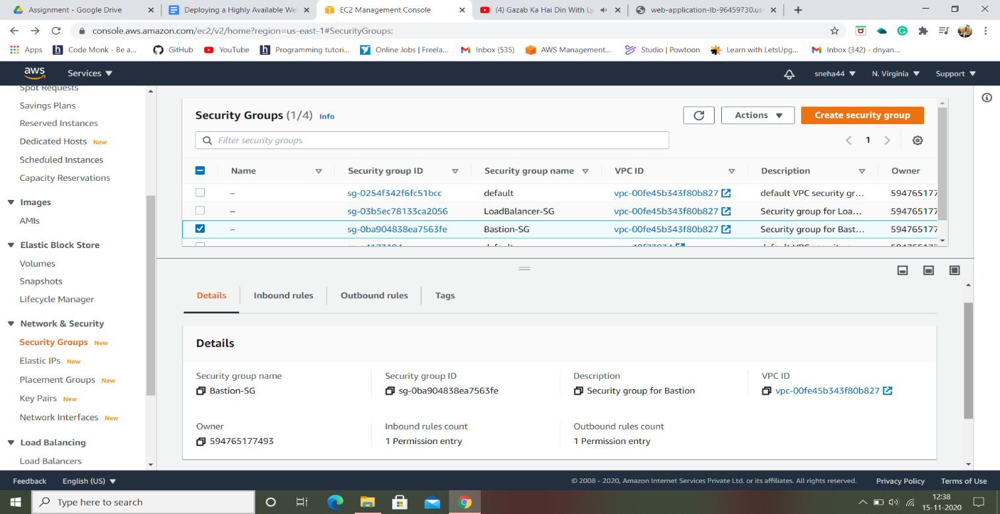 Assignment - Google Drive
Deploying a Highly Available We
EC2 Management Console
(4) Gazab Ka Hai Din With Ly
web-application-lb-96459730.us-
console.aws.amazon.com/ec2/v2/home?region=us-east-1#SecurityGroups:
Apps
Code Monk - Be a...
GitHub
YouTube
Programming tutori...
Online Jobs | Freela...
Inbox (535)
AWS Management...
Studio | Powtoon
Learn with LetsUpg...
Inbox (342) - dnyan...
aws
Services
sneha44
N. Virginia
Support
Spot Requests
Savings Plans
Reserved Instances
Dedicated Hosts New
Scheduled Instances
Capacity Reservations
Images
AMIs
Elastic Block Store
Volumes
Snapshots
Lifecycle Manager
Network & Security
Security Groups New
Elastic IPs New
Placement Groups New
Key Pairs New
Network Interfaces New
Load Balancing
Load Balancers
Security Groups (1/4) Info
Actions
Create security group
Filter security groups
1
Name Security group ID Security group name VPC ID Description Owner
– sg-0254f342f6fc51bcc default vpc-00fe45b343f80b827 default VPC security gr... 594765177
– sg-03b5ec78133ca2056 LoadBalancer-SG vpc-00fe45b343f80b827 Security group for Loa... 594765177
– sg-0ba904838ea7563fe Bastion-SG vpc-00fe45b343f80b827 Security group for Bast... 594765177
Details
Inbound rules
Outbound rules
Tags
Details
Security group name
Bastion-SG
Security group ID
sg-0ba904838ea7563fe
Description
Security group for Bastion
VPC ID
vpc-00fe45b343f80b827
Owner
594765177493
Inbound rules count
1 Permission entry
Outbound rules count
1 Permission entry
Feedback
English (US)
© 2008 - 2020, Amazon Internet Services Private Ltd. or its affiliates. All rights reserved.
Privacy Policy
Terms of Use
Type here to search
12:38
15-11-2020